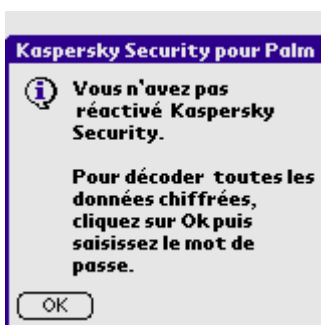 Kaspersky Security pour Palm
Vous n'avez pas
réactivé Kaspersky
Security.
Pour décoder toutes les
données chiffrées,
cliquez sur Ok puis
saisissez le mot de
passe.
OK